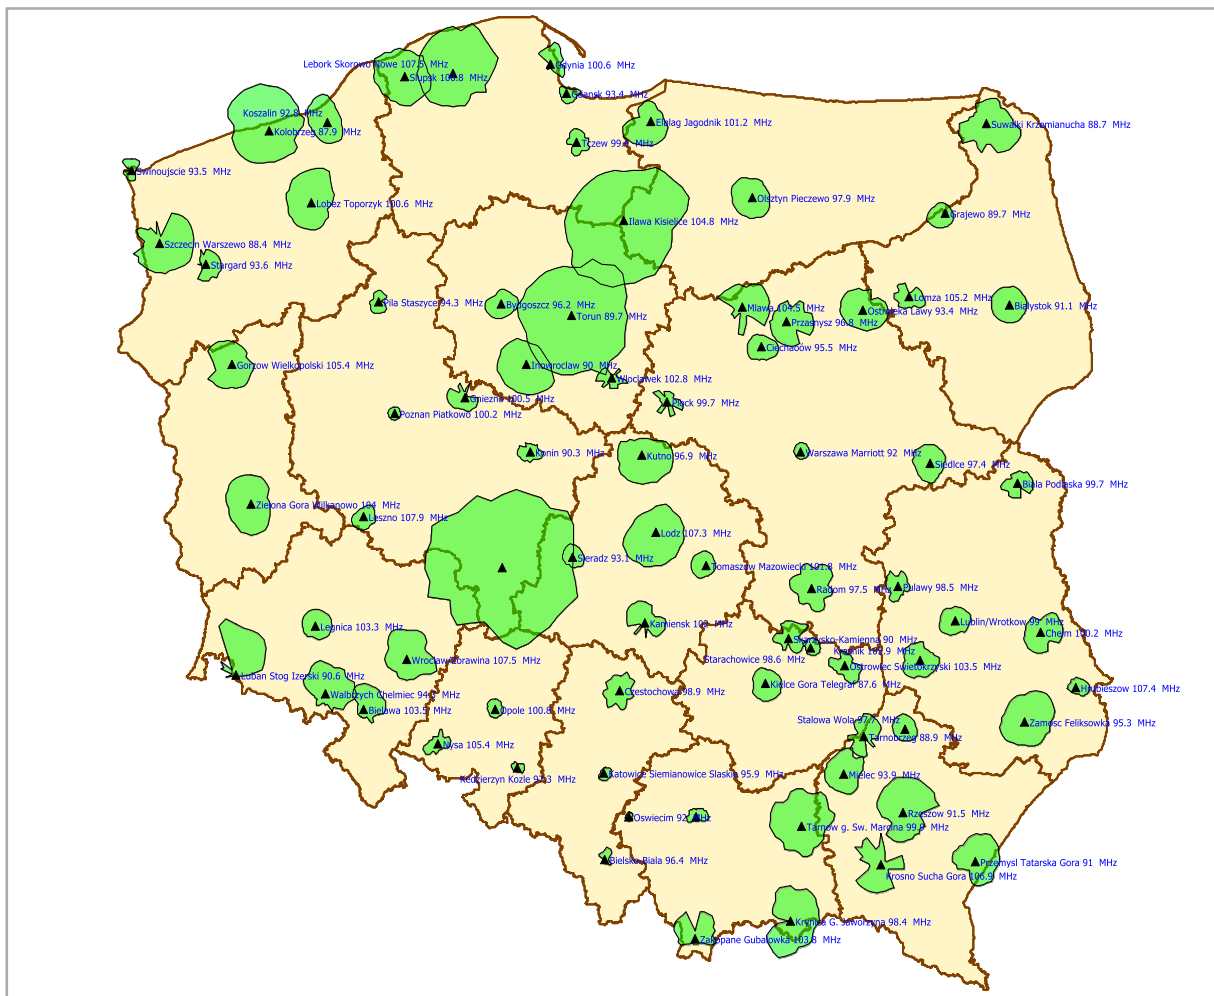 Lebork Skorowo Nowe 107.5 MHz
Gdynia 100.6 MHz
Slupsk 106.8 MHz
Gdansk 93.4 MHz
Koszalin 92.8 MHz
Kolobrzeg 87.9 MHz
Elblag Jagodnik 101.2 MHz
Suwalki Krzemianucha 88.7 MHz
Tczew MHz
Swinoujscie 93.5 MHz
Lobez Toporzyk 100.6 MHz
Olsztyn Pieczewo 97.9 MHz
Grajewo 89.7 MHz
Ilawa Kisielice 104.8 MHz
Szczecin Warszewo 88.4 MHz
Stargard 93.6 MHz
Pila Staszyce 94.3 MHz
Bydgoszcz 96.2 MHz
Torun 89.7 MHz
Mlawa 104.5 MHz
Lomza 105.2 MHz
Bialystok 91.1 MHz
Ostroleka Lawy 93.4 MHz
Przasnysz 96.8 MHz
Ciechaoów 95.5 MHz
Gorzow Wielkopolski 105.4 MHz
Inowroclaw 90 MHz
Wloclawek 102.8 MHz
Gniezno 100.5 MHz
Plock 99.7 MHz
Poznan Piatkowo 100.2 MHz
Konin 90.3 MHz
Kutno 96.9 MHz
Warszawa Marriott 92 MHz
Siedlce 97.4 MHz
Biala Podlaska 99.7 MHz
Zielona Gora Wilkanowo 104 MHz
Leszno 107.9 MHz
Lodz 107.3 MHz
Sieradz 93.1 MHz
Tomaszow Mazowiecki 101.8 MHz
Radom 97.5 MHz
Pulawy 98.5 MHz
Legnica 103.3 MHz
Kamiensk MHz
Lublin/Wrotkow 99 MHz
Chelm 100.2 MHz
Skarzysko-Kamienna 90 MHz
Krasnik 102.9 MHz
Starachowice 98.6 MHz
Ostrowiec Swietokrzyski 103.5 MHz
Wroclaw/Zorawina 107.5 MHz
Luban Stog Izerski 90.6 MHz
Kielce Gora Telegraf 87.6 MHz
Hrubieszow 107.4 MHz
Walbrzych Chelmiec MHz
Czestochowa 98.9 MHz
Bielawa 103.5 MHz
Opole 100.8 MHz
Stalowa Wola 97.7 MHz
Zamosc Feliksowka 95.3 MHz
Tarnobrzeg 88.9 MHz
Nysa 105.4 MHz
Kedzierzyn Kozle 97.3 MHz
Katowice Siemianowice Slaskie 95.9 MHz
Mielec 93.9 MHz
Oswiecim MHz
Rzeszow 91.5 MHz
Tarnow g. Sw. Marcina 99.9 MHz
Bielsko-Biala 96.4 MHz
Przemysl Tatarska Gora 91 MHz
Krosno Sucha Gora 106.9 MHz
Krynica G. Jaworzyna 98.4 MHz
Zakopane Gubalowka 103.8 MHz